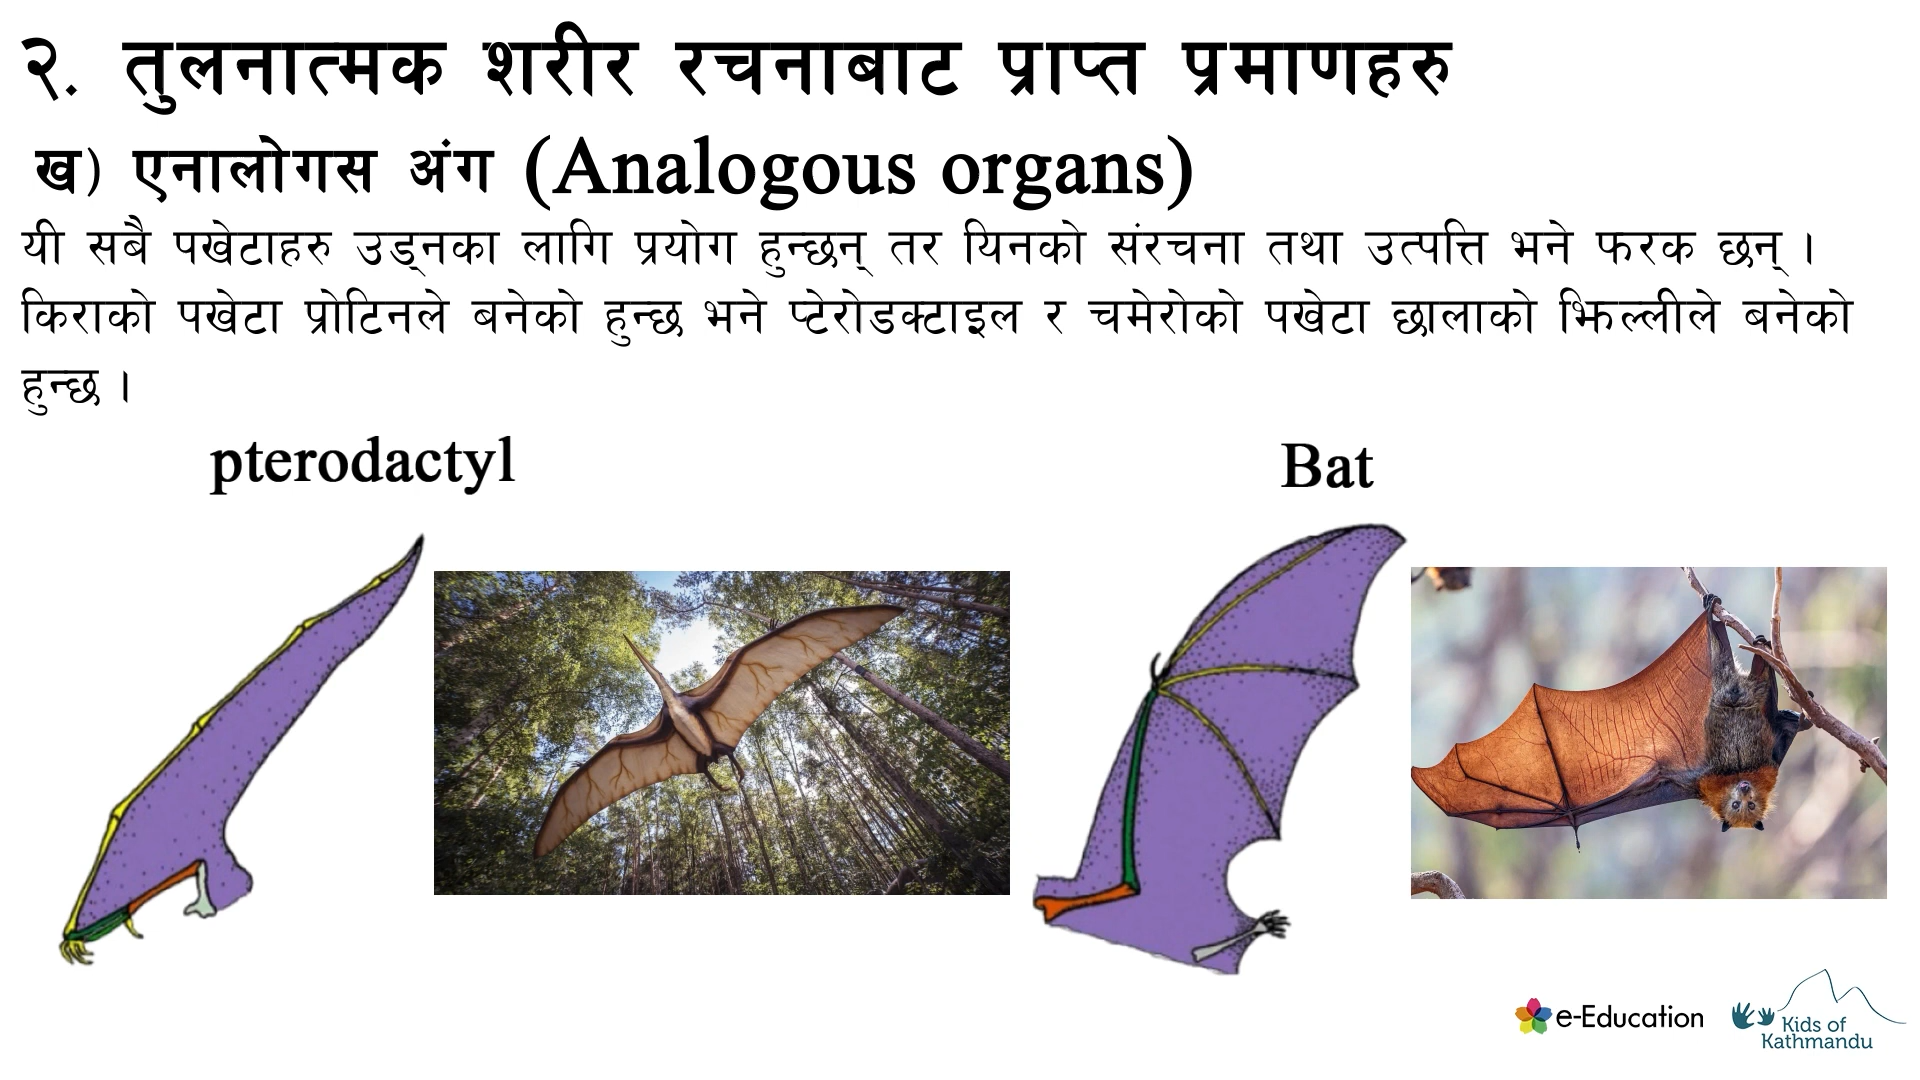 २. तुलनात्मक शरीर रचनाबाट प्राप्त प्रमाणहरु
ख) एनालोगस अंग (Analogous organs)
यी सबै पखेटाहरु उड्नका लागि प्रयोग हुन्छन् तर यिनको संरचना तथा उत्पत्ति भने फरक छन् ।
किराको पखेटा प्रोटिनले बनेको हुन्छ भने प्टेरोडक्टाइल र चमेरोको पखेटा छालाको झिल्लीले बनेको
हुन्छ ।
pterodactyl
Bat
e-Education
Kids of
Kathmandu